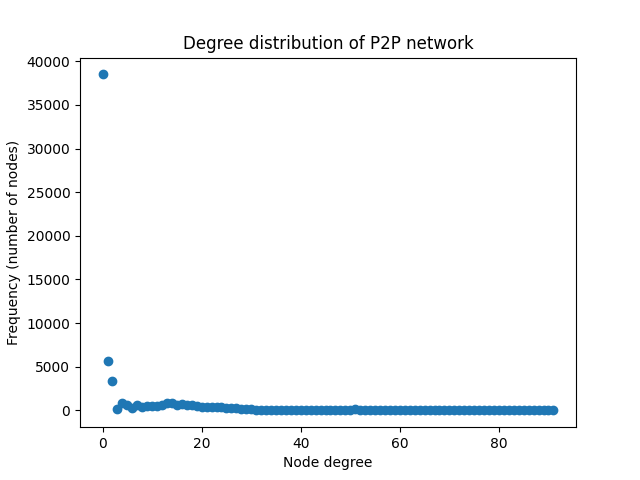 Degree distribution of P2P network
40000
35000
30000
25000
20000
15000
10000
5000
0
Frequency (number of nodes)
0 20 40 60 80
Node degree